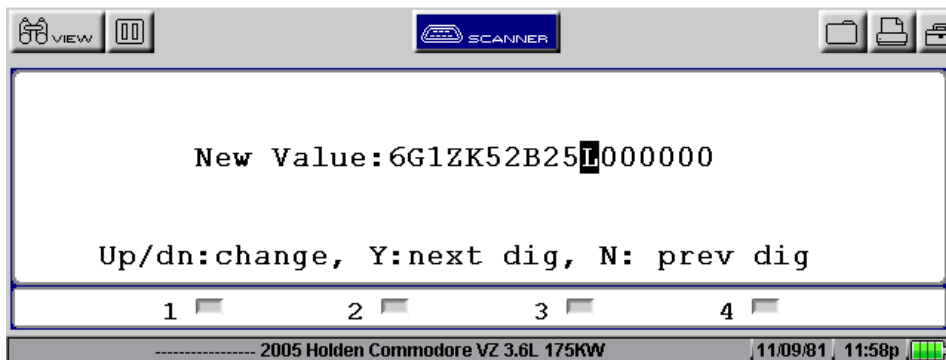 VIEW SCANNER
New Value:6G1ZK52B25L000000
Up/dn:change, Y:next dig, N: prev dig
1 2 3 4
---------------- 2005 Holden Commodore VZ 3.6L 175KW 11/09/81 11:58p